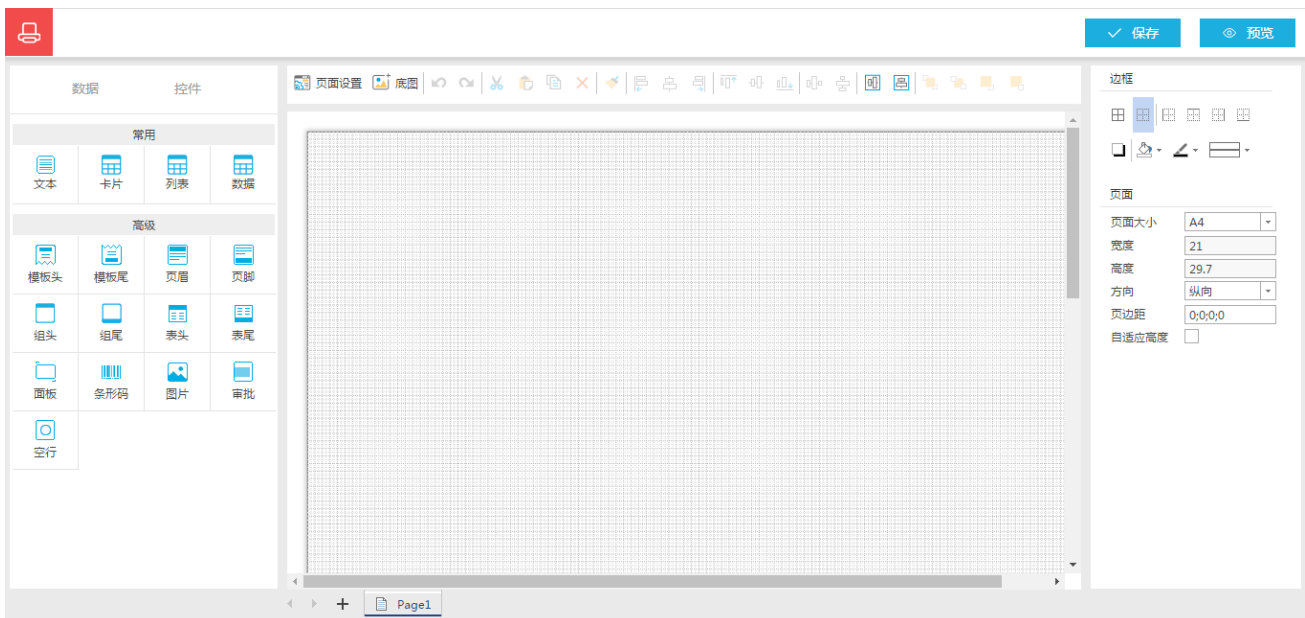 保存 预览
数据 控件
页面设置 底图
常用
文本 卡片 列表 数据
高级
模板头 模板尾 页眉 页脚
组头 组尾 表头 表尾
面板 条形码 图片 审批
空行
Page1
边框
页面
页面大小 A4
宽度 21
高度 29.7
方向 纵向
页边距 0;0;0;0
自适应高度